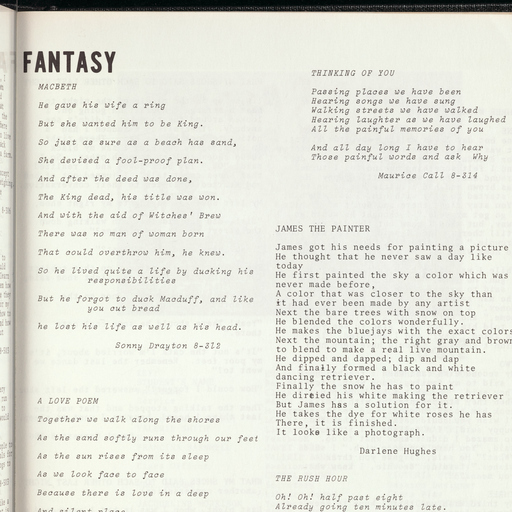 FANTASY
MACBETH
He gave his wife a ring
But she wanted him to be King.
So just as sure as a beach has sand,
She devised a fool-proof plan.
And after the deed was done,
The King dead, his title was won.
And with the aid of Witches' Brew
There was no man of woman born
That could overthrow him, he knew.
So he lived quite a life by ducking his
responsibilities
But he forgot to duck Macduff, and like
you cut bread
he lost his life as well as his head.
Sonny Drayton 8-312
A LOVE POEM
Together we walk along the shores
As the sand softly runs through our feet
As the sun rises from its sleep
As we look face to face
Because there is love in a deep
And silent place
THINKING OF YOU
Passing places we have been
Hearing songs we have sung
Walking streets we have walked
Hearing laughter as we have laughed
All the painful memories of you
And all day long I have to hear
Those painful words and ask Why
Maurice Call 8-314
JAMES THE PAINTER
James got his needs for painting a picture
He thought that he never saw a day like
today
He first painted the sky a color which was
never made before,
A color that was closer to the sky than
it had ever been made by any artist
Next the bare trees with snow on top
He blended the colors wonderfully.
He makes the bluejays with the exact colors
Next the mountain; the right gray and brown
to blend to make a real live mountain.
He dipped and dapped; dip and dap
And finally formed a black and white
dancing retriever.
Finally the snow he has to paint
He dirtied his white making the retriever
But James has a solution for it.
He takes the dye for white roses he has
There, it is finished.
It looks like a photograph.
Darlene Hughes
THE RUSH HOUR
Oh! Oh! half past eight
Already going ten minutes late.